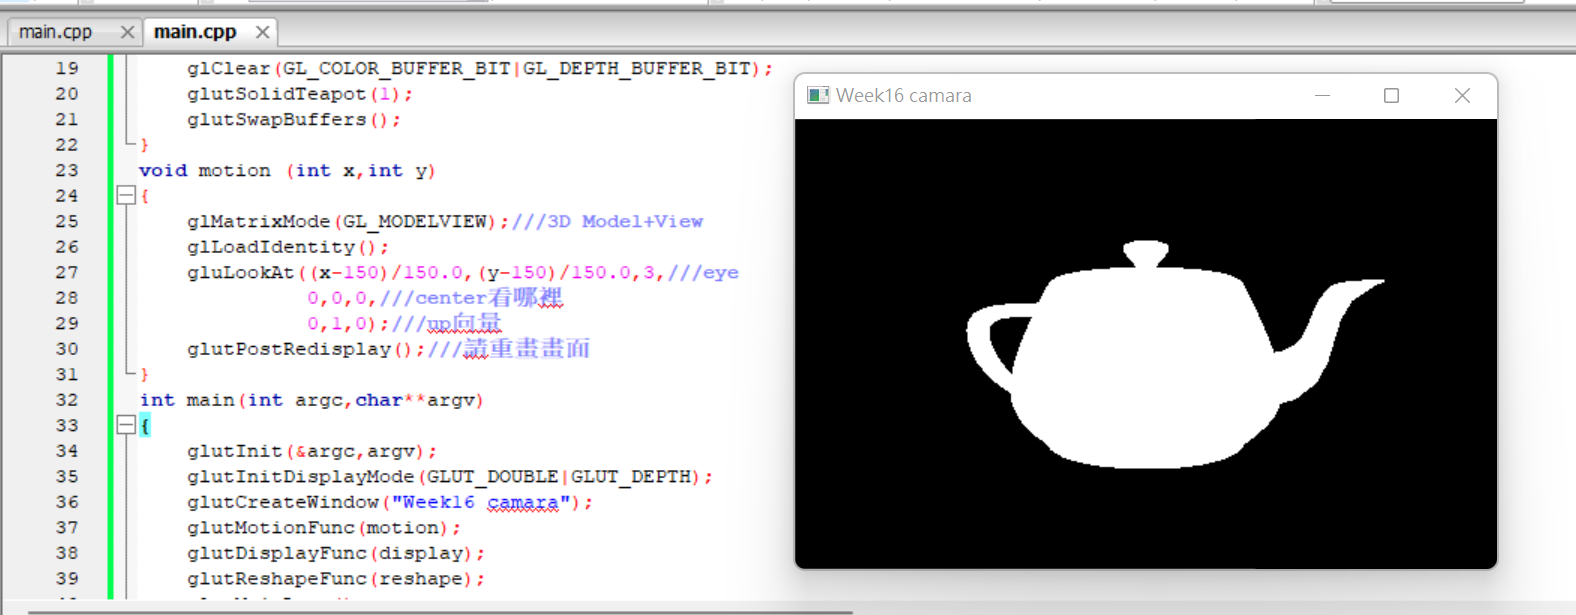 main.cpp
main.cpp
19 glClear(GL_COLOR_BUFFER_BIT|GL_DEPTH_BUFFER_BIT);
20 glutSolidTeapot(1);
21 glutSwapBuffers();
22 }
23 void motion (int x,int y)
24 {
25 glMatrixMode(GL_MODELVIEW);///3D Model+View
26 glLoadIdentity();
27 gluLookAt((x-150)/150.0,(y-150)/150.0,3,///eye
28 0,0,0,///center看哪裡
29 0,1,0);///up向量
30 glutPostRedisplay();///請重畫畫面
31 }
32 int main(int argc,char**argv)
33 {
34 glutInit(&argc,argv);
35 glutInitDisplayMode(GLUT_DOUBLE|GLUT_DEPTH);
36 glutCreateWindow("Week16 camara");
37 glutMotionFunc(motion);
38 glutDisplayFunc(display);
39 glutReshapeFunc(reshape);
Week16 camara